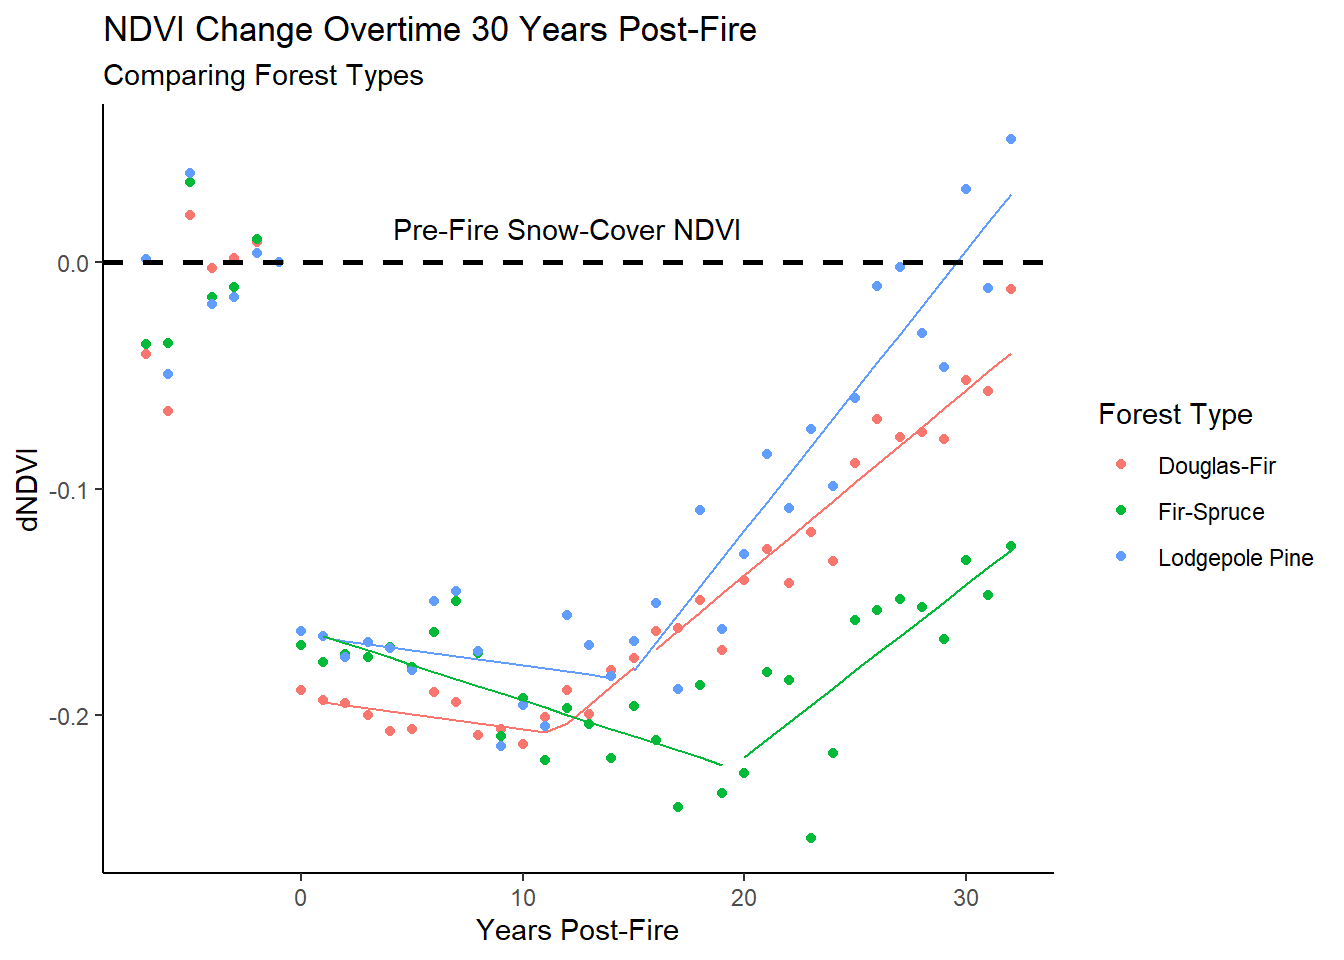 NDVI Change Overtime 30 Years Post-Fire
Comparing Forest Types
Pre-Fire Snow-Cover NDVI
0.0
-0.1
-0.2
dNDVI
0
10
20
30
Years Post-Fire
Forest Type
Douglas-Fir
Fir-Spruce
Lodgepole Pine